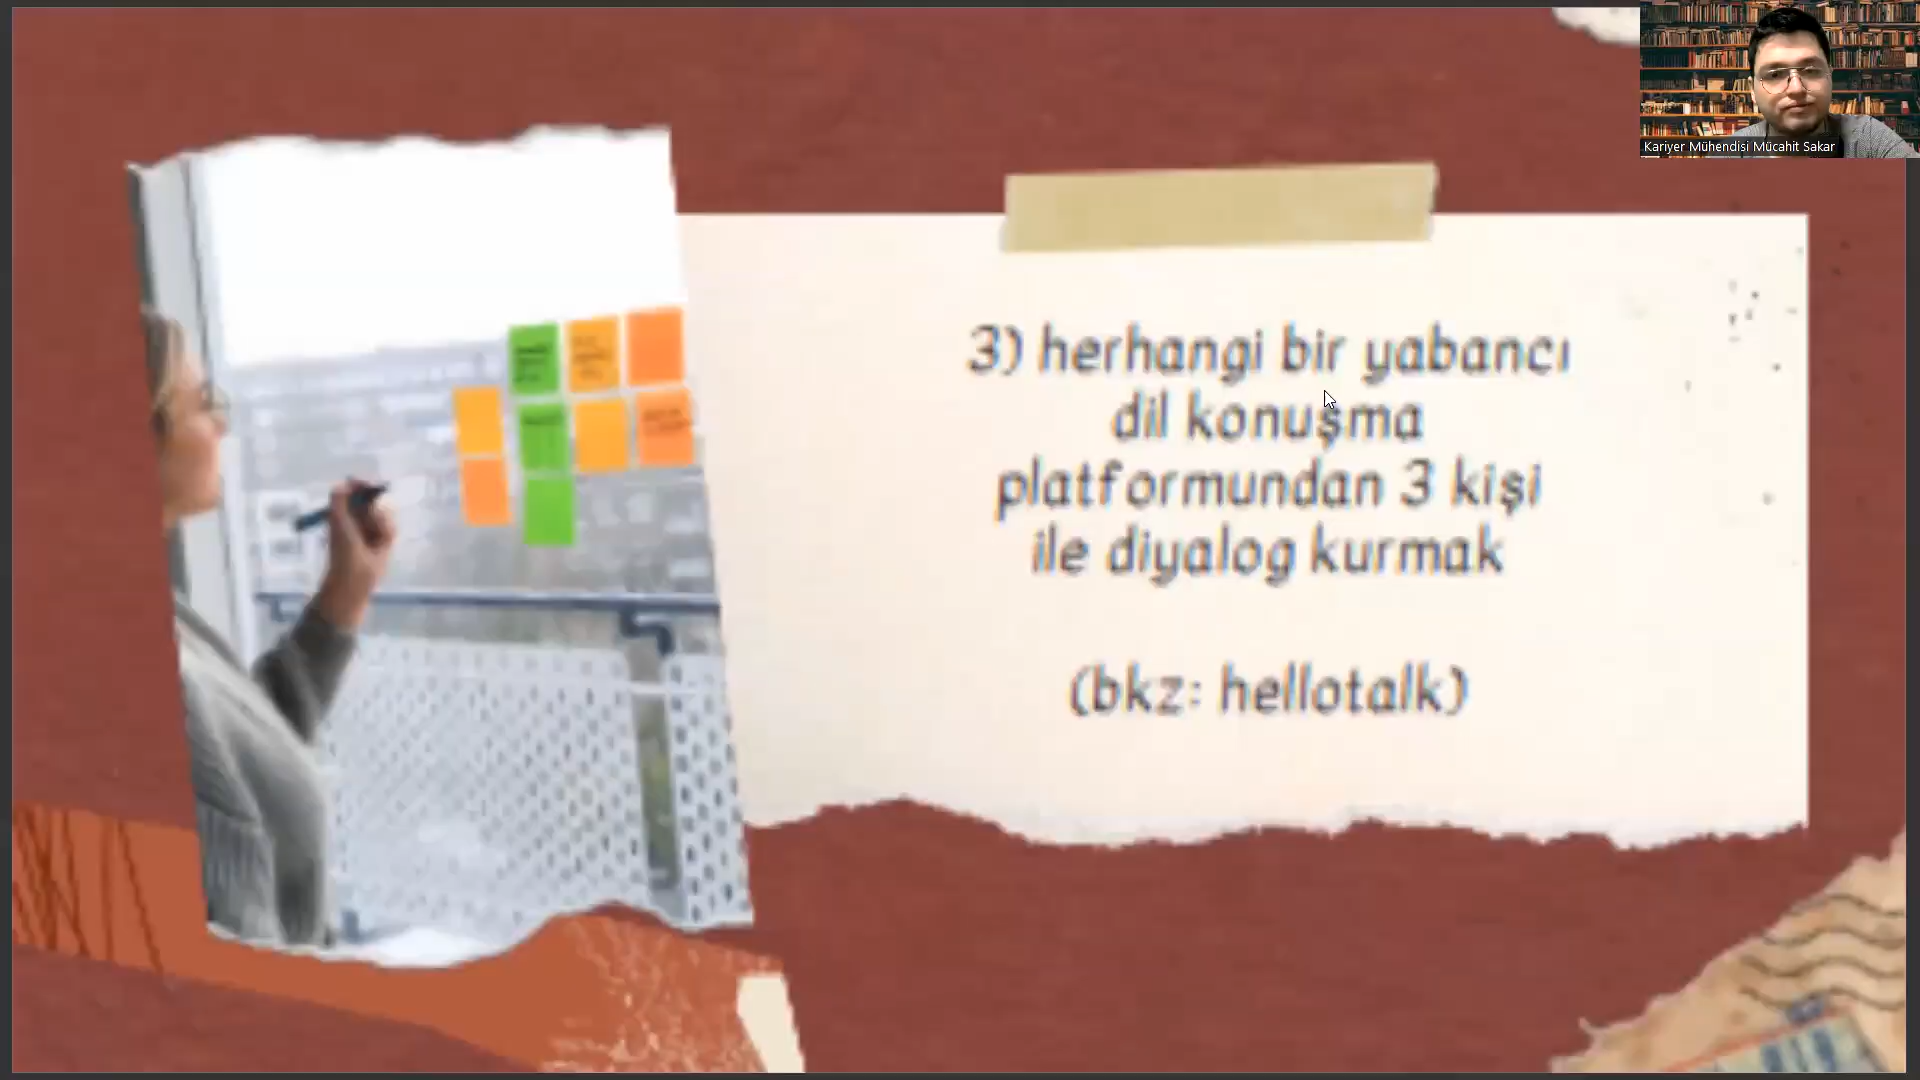 Kariyer Mühendisi Mücahit Sakar
3) herhangi bir yabancı
dil konuşma
platformundan 3 kişi
ile diyalog kurmak
(bkz: hellotalk)